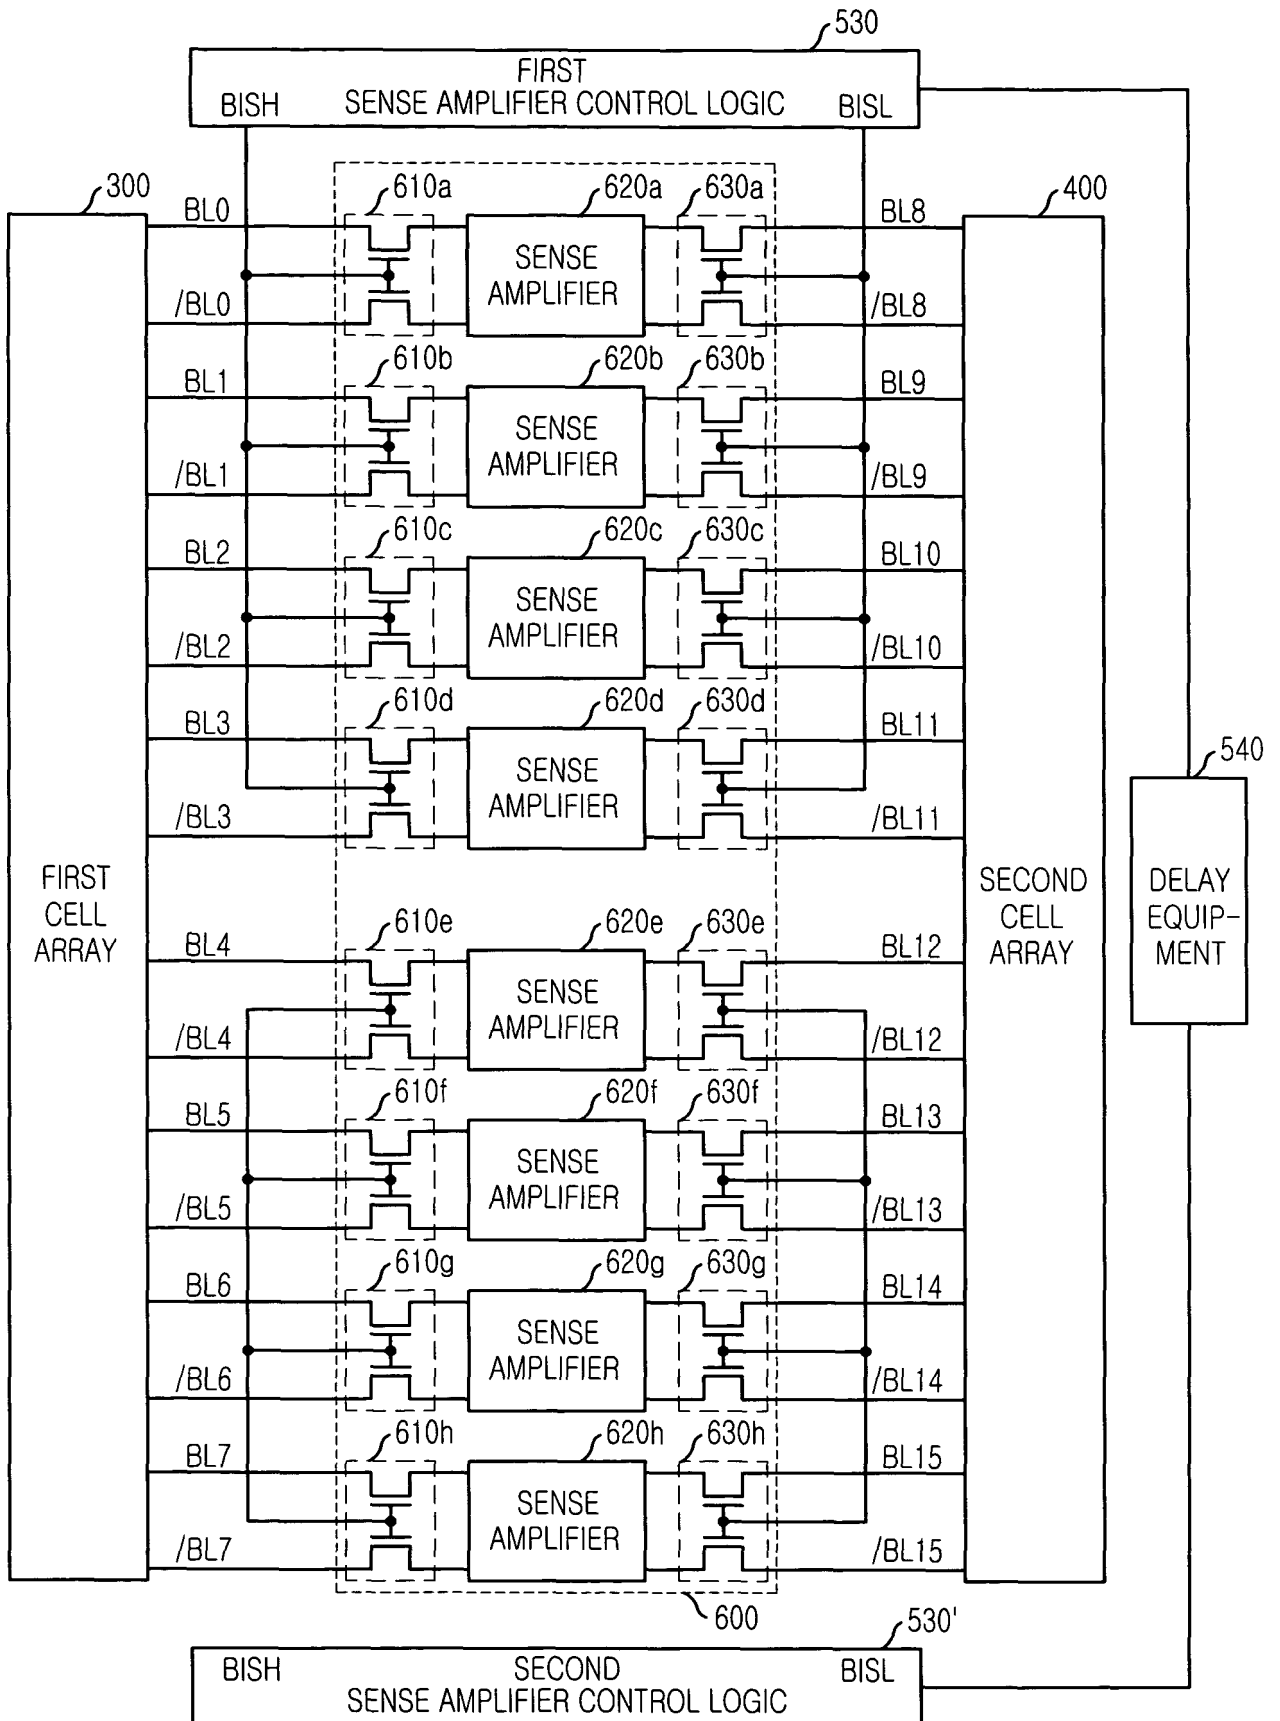 530
FIRST
BISH SENSE AMPLIFIER CONTROL LOGIC BISL
300 610a 620a 630a 400
BL0 BL8
SENSE
AMPLIFIER
/BL0 /BL8
610b 620b 630b
BL1 BL9
SENSE
AMPLIFIER
/BL1 /BL9
610c 620c 630c
BL2 BL10
SENSE
AMPLIFIER
/BL2 /BL10
610d 620d 630d
BL3 BL11
540
SENSE
AMPLIFIER
/BL3 /BL11
FIRST
CELL
ARRAY
SECOND
CELL
ARRAY
DELAY
EQUIP-
MENT
610e 620e 630e
BL4 BL12
SENSE
AMPLIFIER
/BL4 /BL12
610f 620f 630f
BL5 BL13
SENSE
AMPLIFIER
/BL5 /BL13
610g 620g 630g
BL6 BL14
SENSE
AMPLIFIER
/BL6 /BL14
610h 620h 630h
BL7 BL15
SENSE
AMPLIFIER
/BL7 /BL15
600 530'
BISH SECOND BISL
SENSE AMPLIFIER CONTROL LOGIC